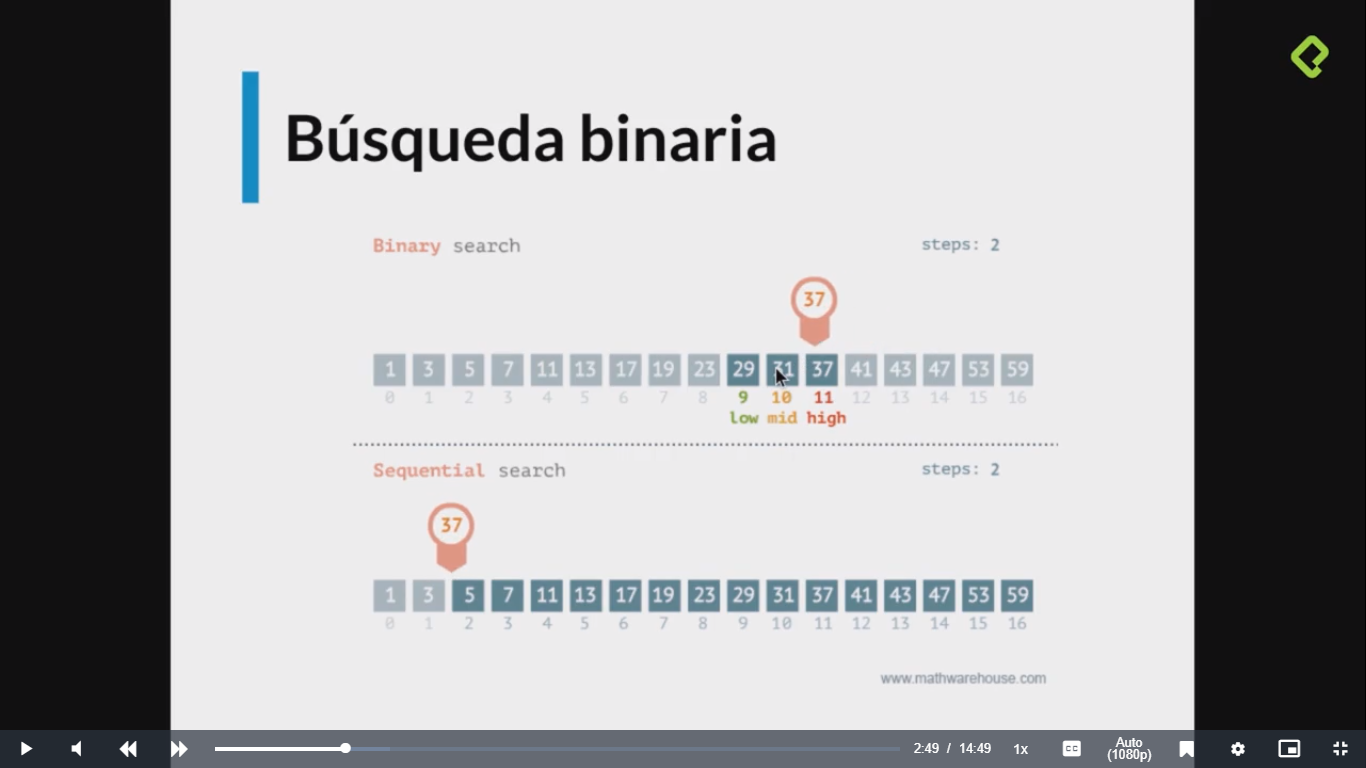 Búsqueda binaria
Binary search
steps: 2
37
1 3 5 7 11 13 17 19 23 29 31 37 41 43 47 53 59
0 1 2 3 4 5 6 7 8 9 10 11 12 13 14 15 16
low mid high
Sequential search
steps: 2
37
1 3 5 7 11 13 17 19 23 29 31 37 41 43 47 53 59
0 1 2 3 4 5 6 7 8 9 10 11 12 13 14 15 16
www.mathwarehouse.com
2:49 / 14:49
1x
CC
Auto
(1080p)